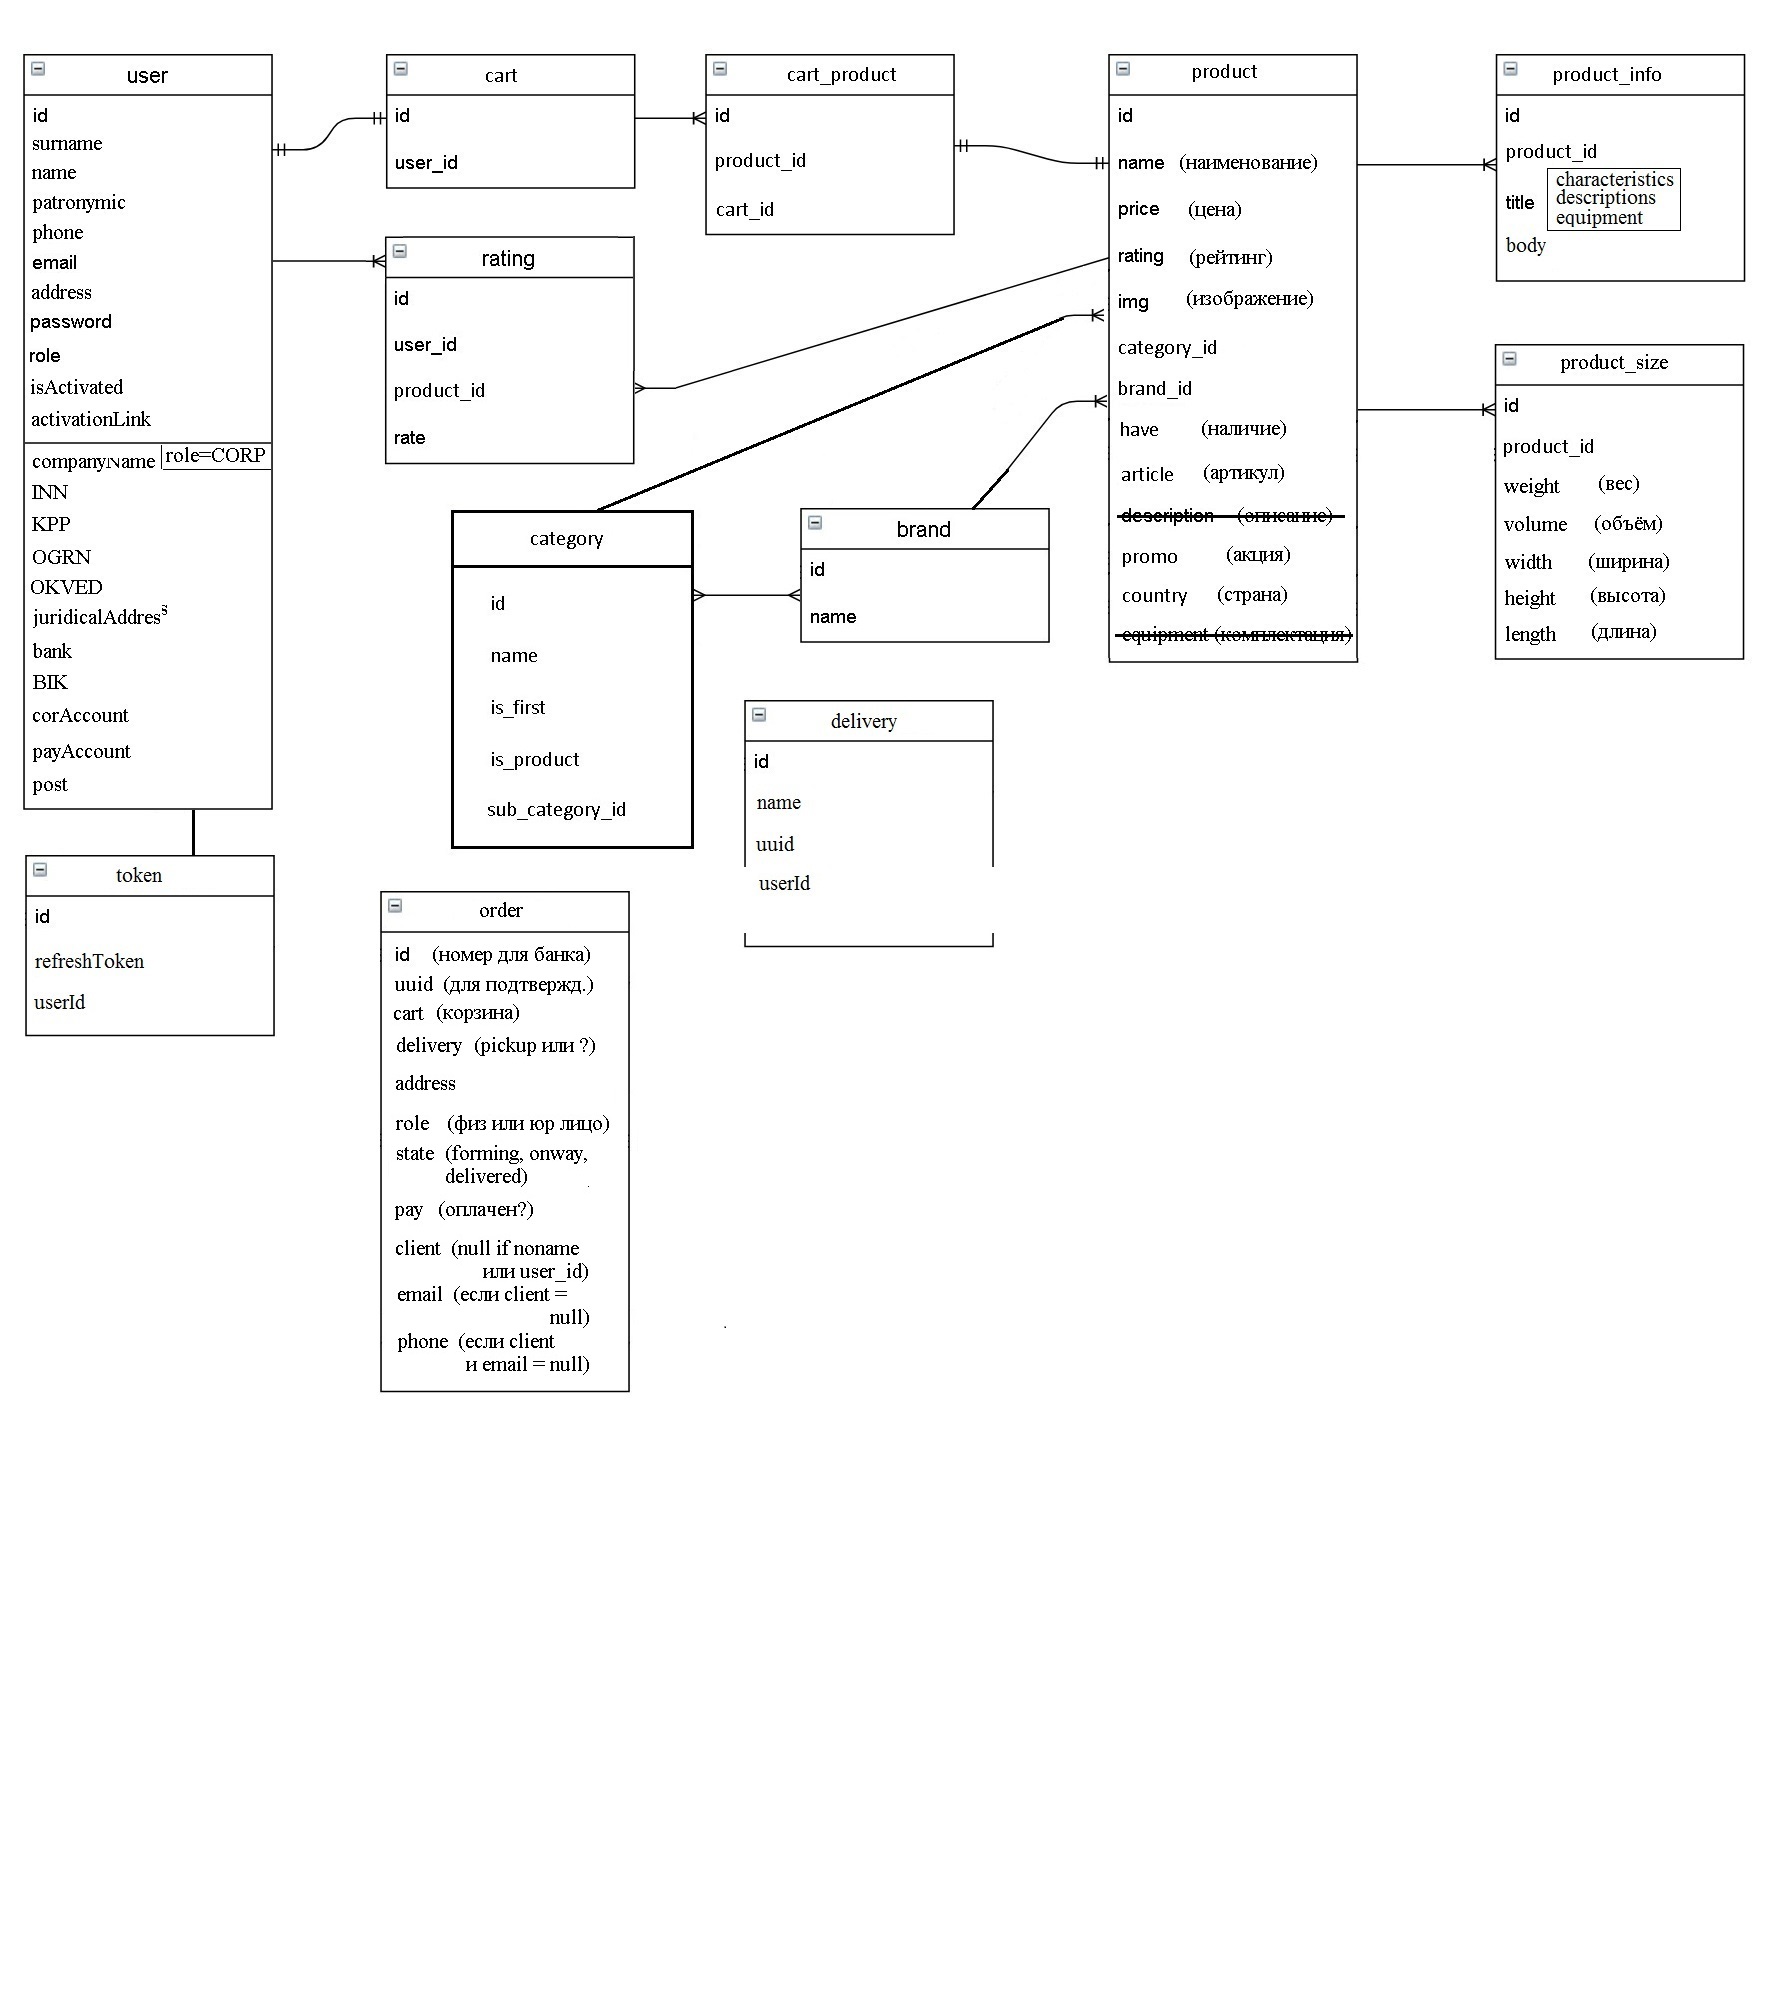 user
id
surname
name
patronymic
phone
email
address
password
role
isActivated
activationLink
companyName role=CORP
INN
KPP
OGRN
OKVED
juridicalAddress
bank
BIK
corAccount
payAccount
post
token
id
refreshToken
userId
cart
id
user_id
rating
id
user_id
product_id
rate
cart_product
id
product_id
cart_id
category
id
name
is_first
is_product
sub_category_id
brand
id
name
product
id
name (наименование)
price (цена)
rating (рейтинг)
img (изображение)
category_id
brand_id
have (наличие)
article (артикул)
description (описание)
promo (акция)
country (страна)
equipment (комплектация)
product_info
id
product_id
characteristics
title descriptions
equipment
body
product_size
id
product_id
weight (вес)
volume (объём)
width (ширина)
height (высота)
length (длина)
delivery
id
name
uuid
userId
order
id (номер для банка)
uuid (для подтвержд.)
cart (корзина)
delivery (pickup или ?)
address
role (физ или юр лицо)
state (forming, onway,
delivered)
pay (оплачен?)
client (null if noname
или user_id)
email (если client =
null)
phone (если client
и email = null)